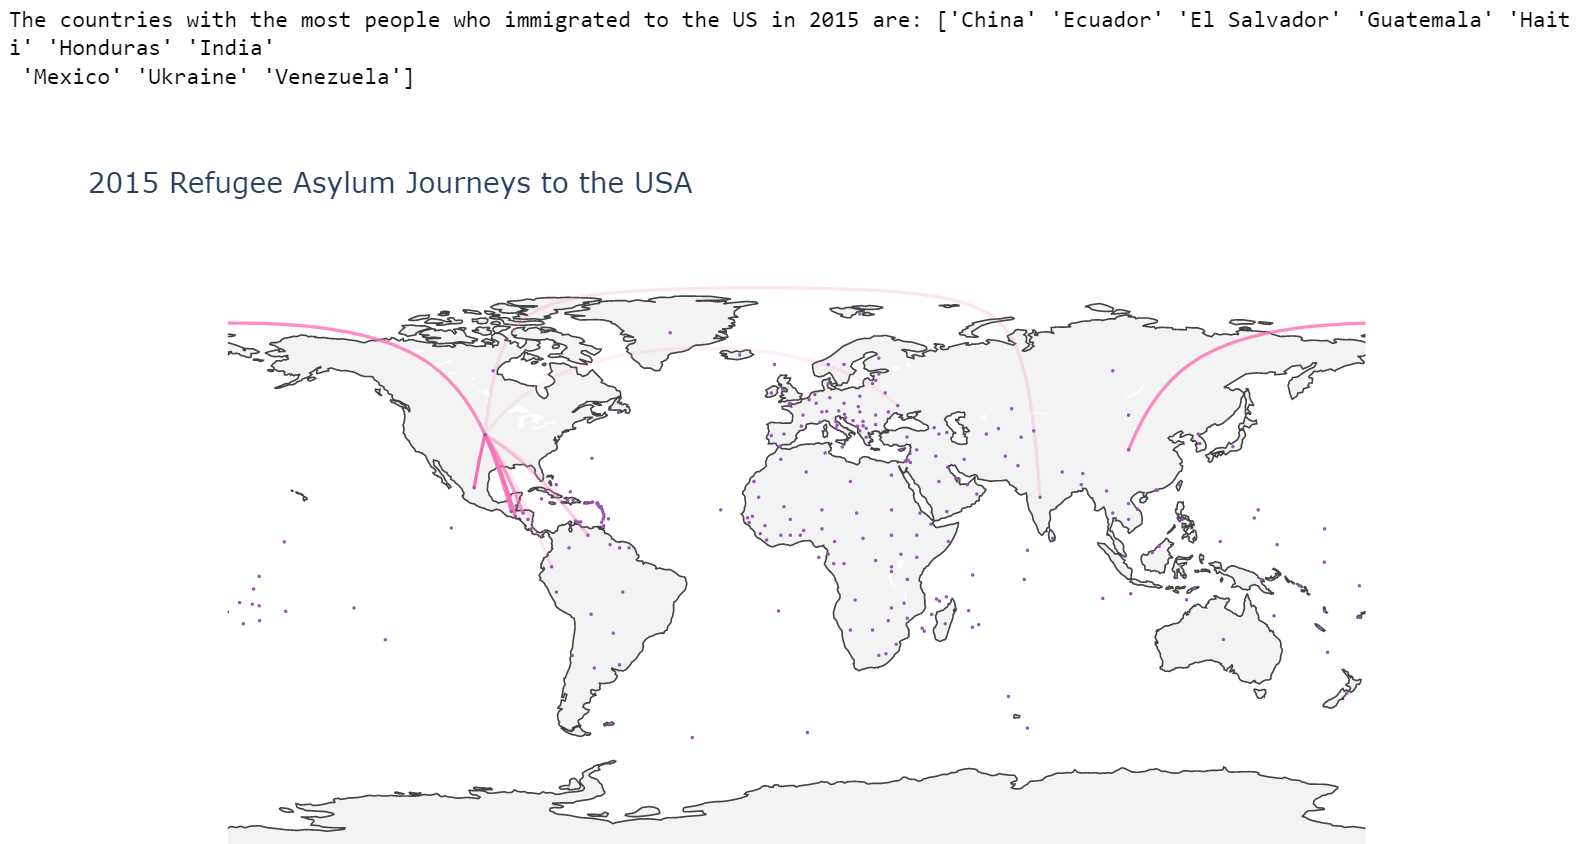 The countries with the most people who immigrated to the US in 2015 are: ['China' 'Ecuador' 'El Salvador' 'Guatemala' 'Hait
i' 'Honduras' 'India'
 'Mexico' 'Ukraine' 'Venezuela']
2015 Refugee Asylum Journeys to the USA